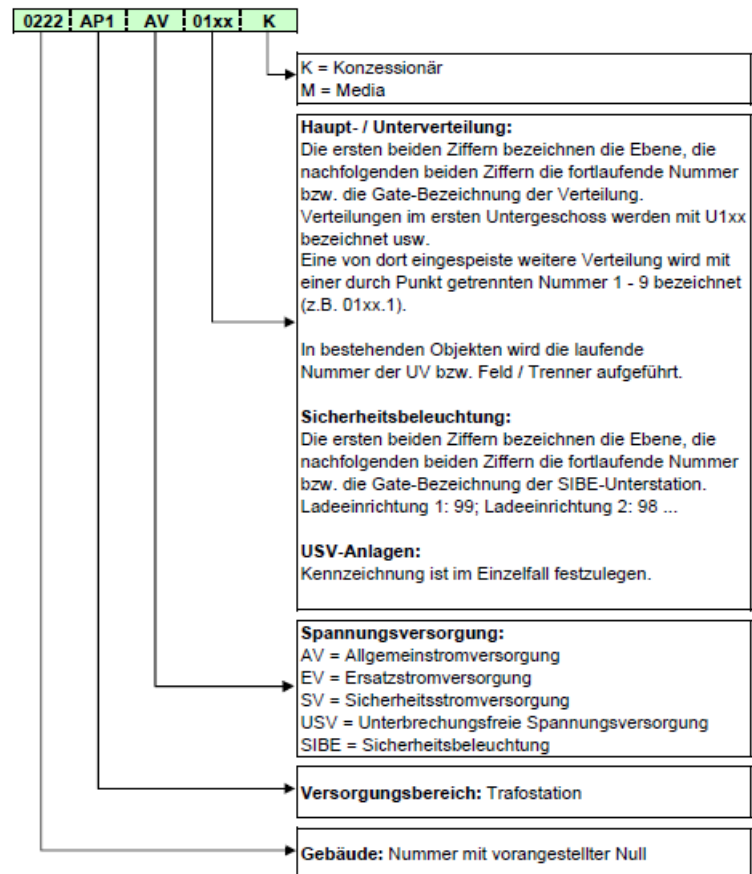 0222 AP1 AV 01xx K
K = Konzessionär
M = Media
Haupt- / Unterverteilung:
Die ersten beiden Ziffern bezeichnen die Ebene, die
nachfolgenden beiden Ziffern die fortlaufende Nummer
bzw. die Gate-Bezeichnung der Verteilung.
Verteilungen im ersten Untergeschoss werden mit U1xx
bezeichnet usw.
Eine von dort eingespeiste weitere Verteilung wird mit
einer durch Punkt getrennten Nummer 1 - 9 bezeichnet
(z.B. 01xx.1).
In bestehenden Objekten wird die laufende
Nummer der UV bzw. Feld / Trenner aufgeführt.
Sicherheitsbeleuchtung:
Die ersten beiden Ziffern bezeichnen die Ebene, die
nachfolgenden beiden Ziffern die fortlaufende Nummer
bzw. die Gate-Bezeichnung der SIBE-Unterstation.
Ladeeinrichtung 1: 99; Ladeeinrichtung 2: 98 ...
USV-Anlagen:
Kennzeichnung ist im Einzelfall festzulegen.
Spannungsversorgung:
AV = Allgemeinstromversorgung
EV = Ersatzstromversorgung
SV = Sicherheitsstromversorgung
USV = Unterbrechungsfreie Spannungsversorgung
SIBE = Sicherheitsbeleuchtung
Versorgungsbereich: Trafostation
Gebäude: Nummer mit vorangestellter Null